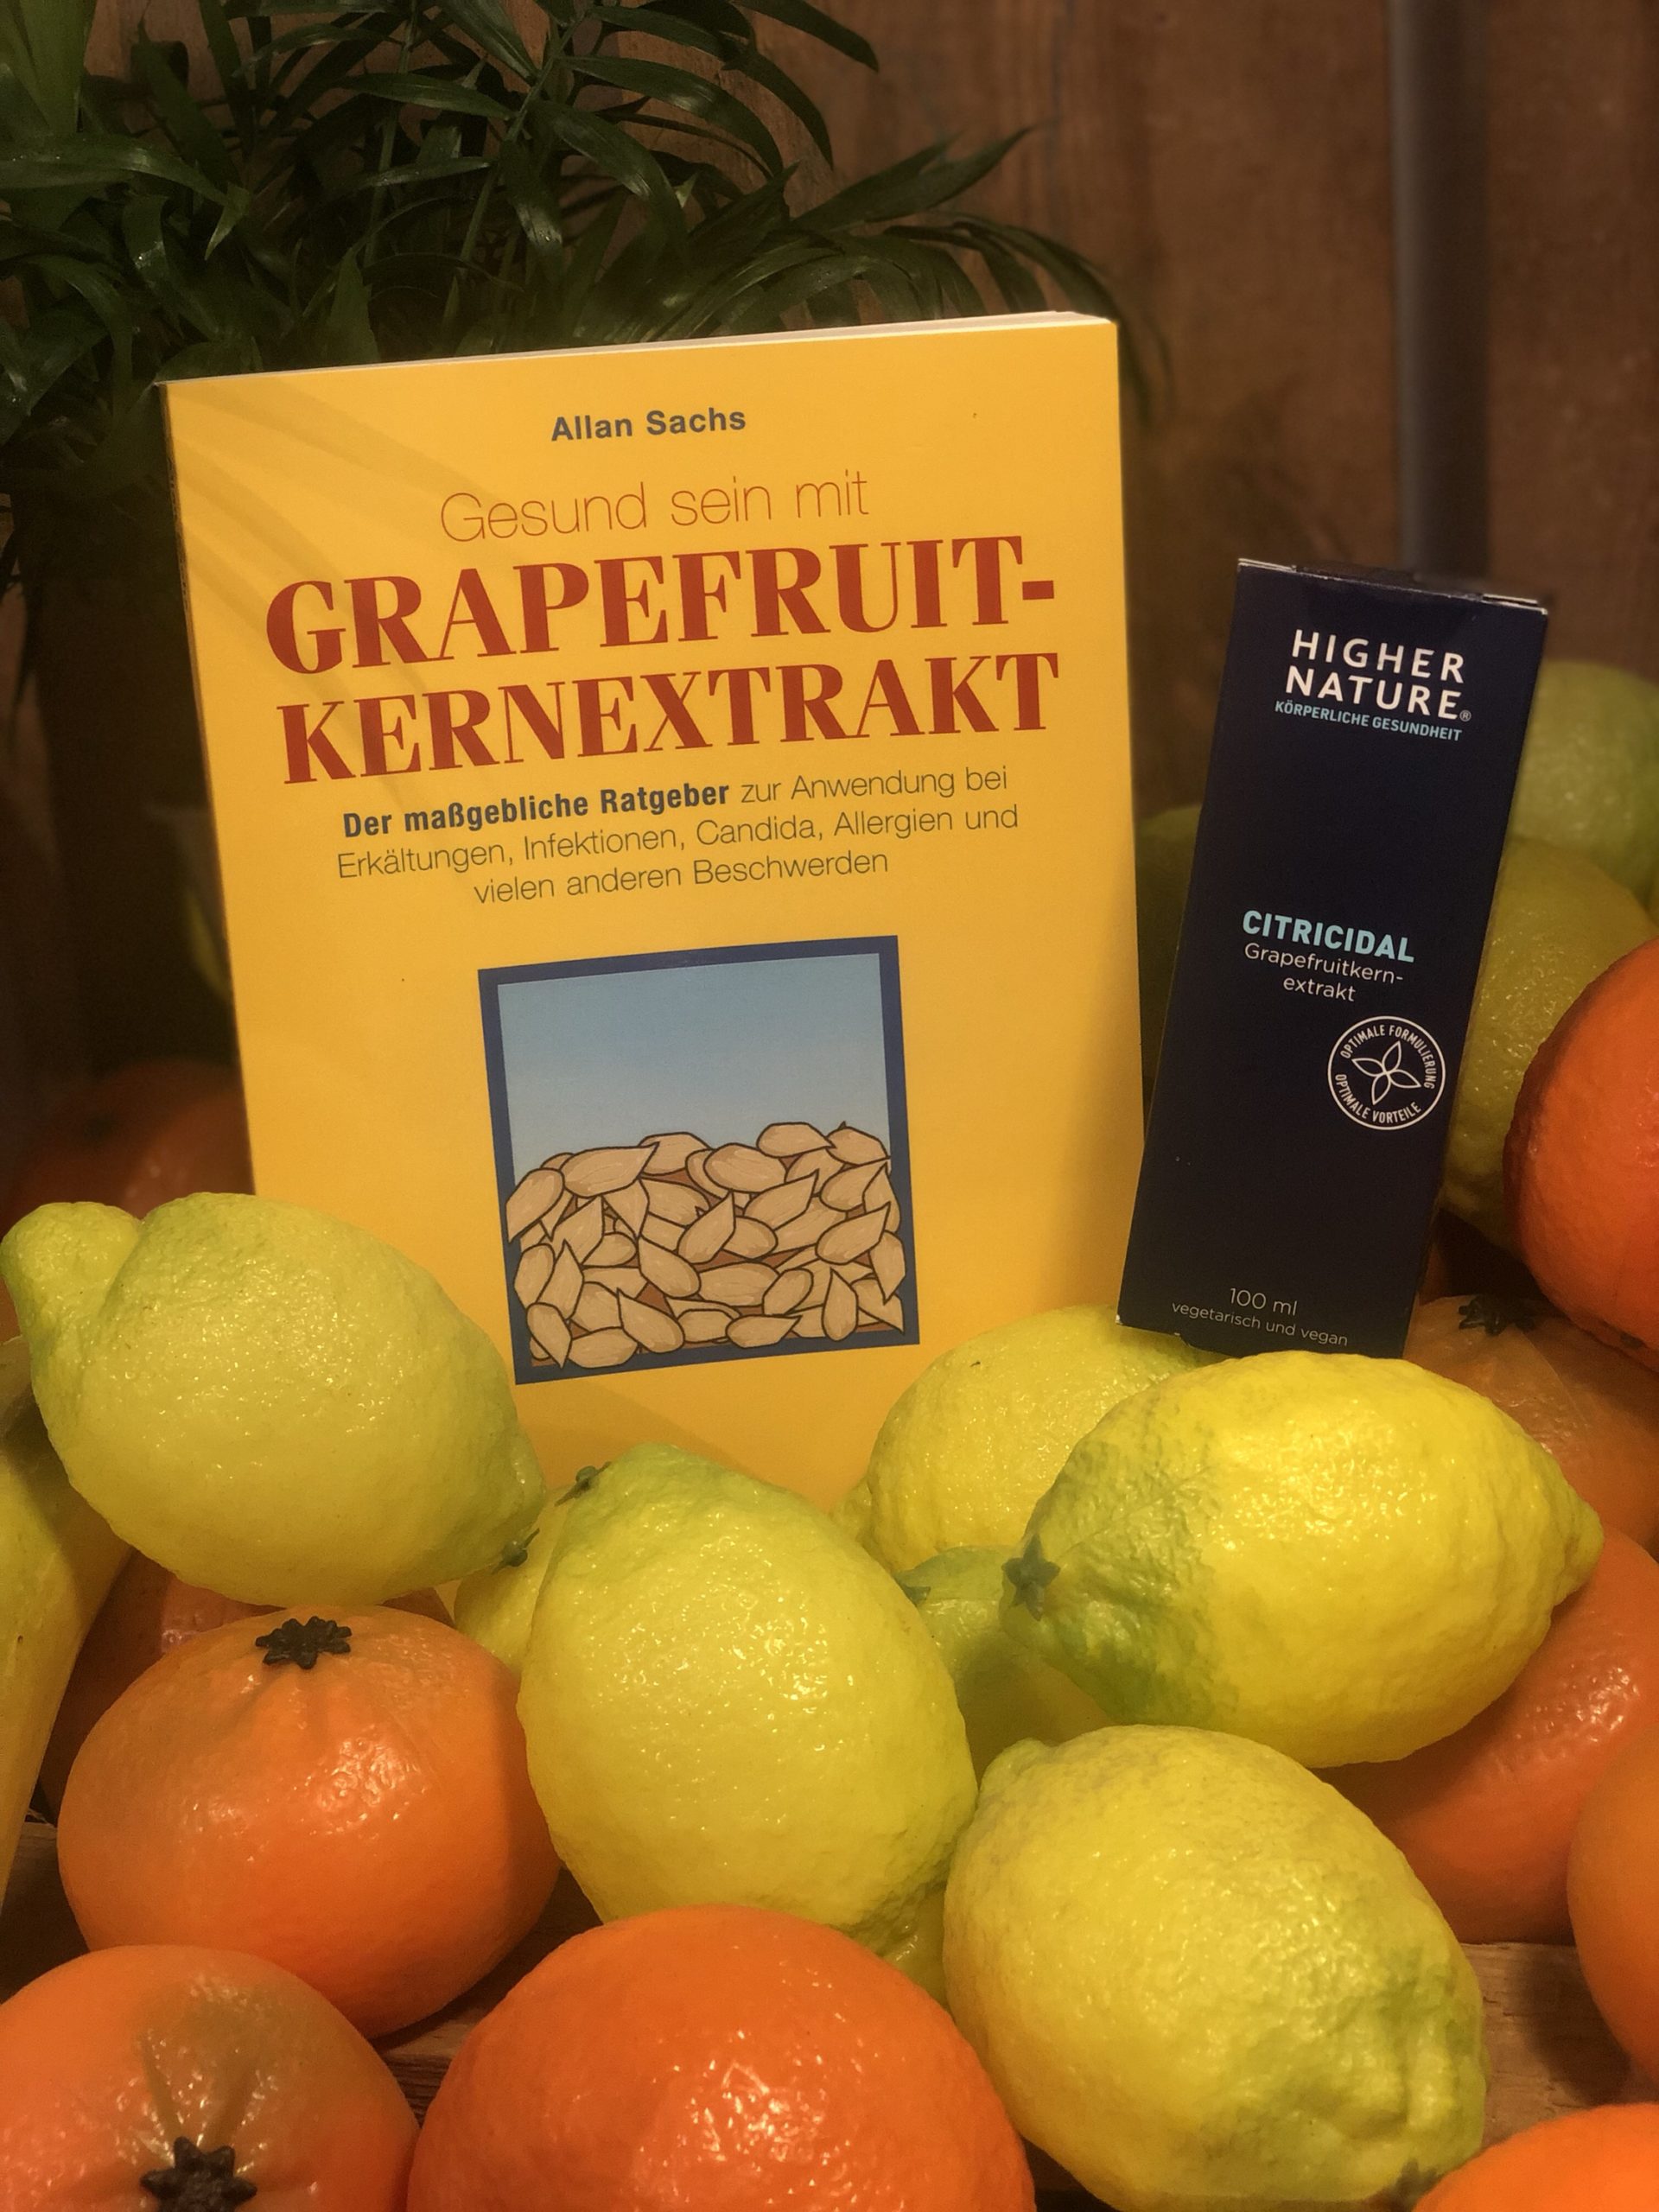 Allan Sachs
Gesund sein mit
GRAPEFRUIT-
KERNEXTRAKT
Der maßgebliche Ratgeber zur Anwendung bei
Erkältungen, Infektionen, Candida, Allergien und
vielen anderen Beschwerden
HIGHER
NATURE®
KÖRPERLICHE GESUNDHEIT
CITRICIDAL
Grapefruitkern-
extrakt
OPTIMALE FORMULIERUNG
OPTIMALE VORTEILE
100 ml
vegetarisch und vegan